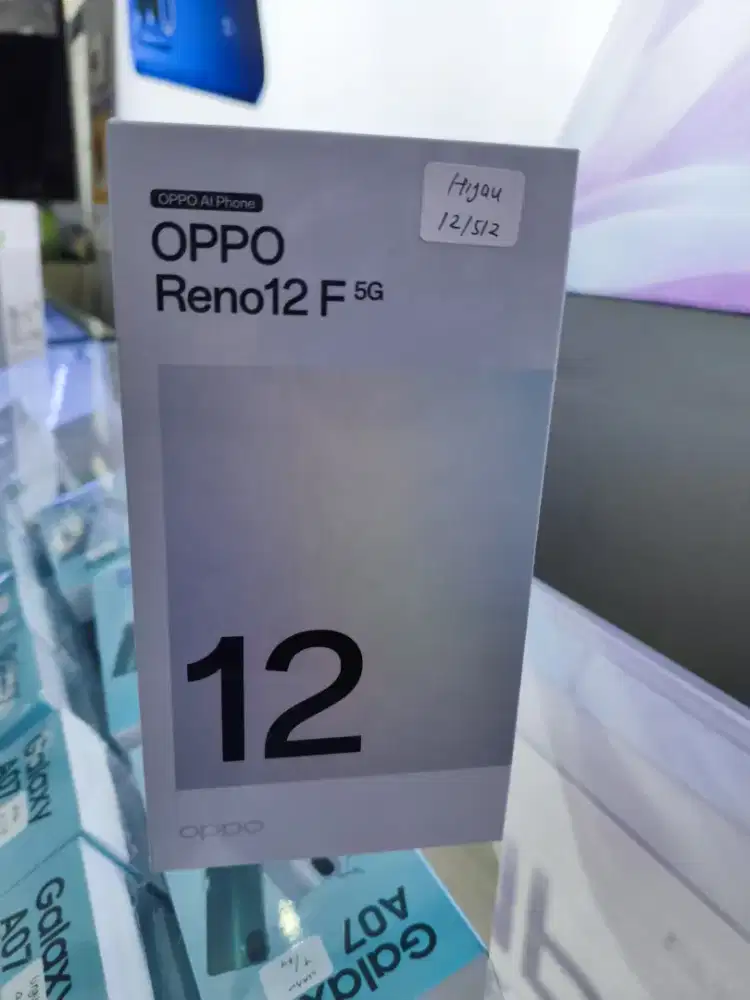 OPPO AI Phone
OPPO
Reno12 F 5G
Hijau
12/512
12
oppo
Galaxy
A07
Galaxy
A07
Galaxy
A07